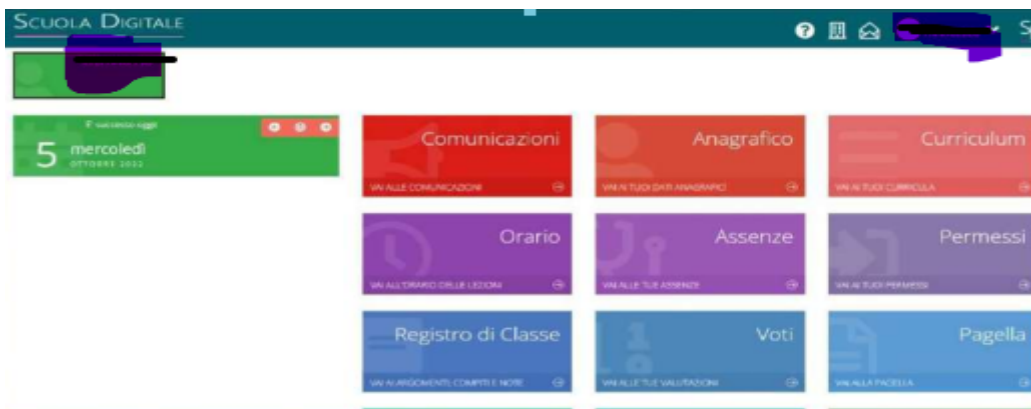 SCUOLA DIGITALE
E' successo oggi
5 mercoledì
OTTOBRE 2022
Comunicazioni
VAI ALLE COMUNICAZIONI
Anagrafico
VAI AI TUOI DATI ANAGRAFICI
Curriculum
VAI AI TUOI CURRICULA
Orario
VAI ALL'ORARIO DELLE LEZIONI
Assenze
VAI ALLE TUE ASSENZE
Permessi
VAI AI TUOI PERMESSI
Registro di Classe
VAI AI ARGOMENTI, COMPITI E NOTE
Voti
VAI ALLE TUE VALUTAZIONI
Pagella
VAI ALLA PAGELLA